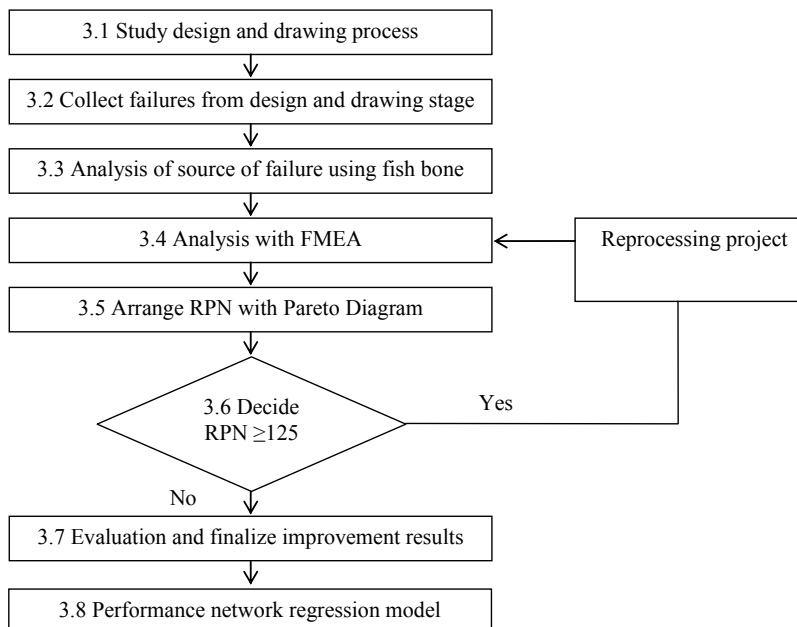 3.1 Study design and drawing process
3.2 Collect failures from design and drawing stage
3.3 Analysis of source of failure using fish bone
3.4 Analysis with FMEA
Reprocessing project
3.5 Arrange RPN with Pareto Diagram
3.6 Decide
RPN ≥125
Yes
No
3.7 Evaluation and finalize improvement results
3.8 Performance network regression model